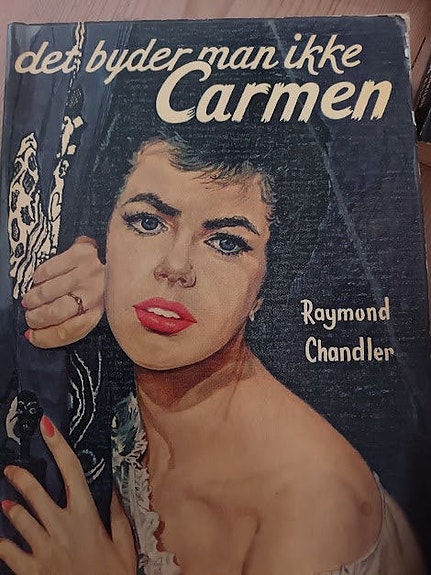 det byder man ikke
Carmen
Raymond
Chandler